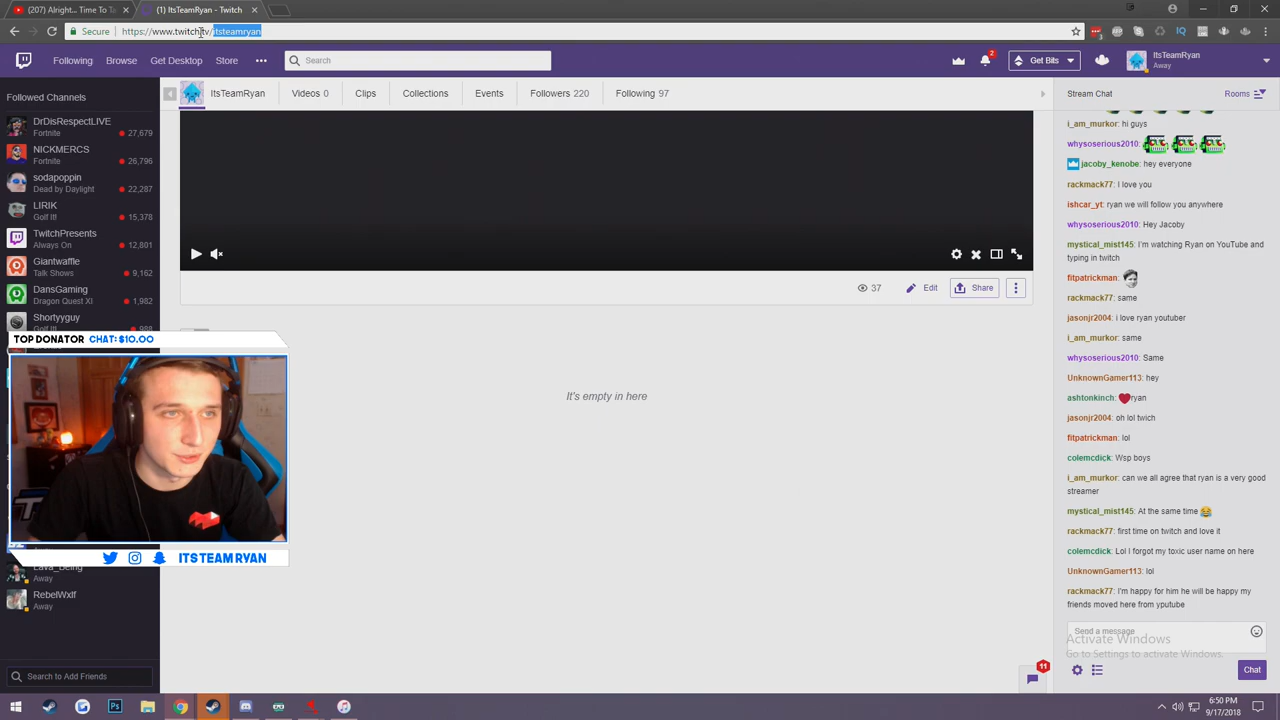 (207) Alright.. Time To Ta
(1) ItsTeamRyan - Twitch
Secure https://www.twitch.tv/itsteamryan
Following Browse Get Desktop Store Search 2 Get Bits ItsTeamRyan
Away
Followed Channels
DrDisRespectLIVE
Fortnite 27,679
NICKMERCS
Fortnite 26,796
sodapoppin
Dead by Daylight 22,287
LIRIK
Golf It! 15,378
TwitchPresents
Always On 12,801
Giantwaffle
Talk Shows 9,162
DansGaming
Dragon Quest XI 1,982
Shortyyguy
Golf It! 988
TOP DONATOR CHAT: $10.00
ITSTEAMRYAN
Lava_Being
Away
RebelWxlf
Away
Search to Add Friends
ItsTeamRyan Videos 0 Clips Collections Events Followers 220 Following 97
37 Edit Share
It's empty in here
11
Stream Chat Rooms
i_am_murkor: hi guys
whysoserious2010:
jacoby_kenobe: hey everyone
rackmack77: I love you
ishcar_yt: ryan we will follow you anywhere
whysoserious2010: Hey Jacoby
mystical_mist145: I'm watching Ryan on YouTube and
typing in twitch
fitpatrickman:
rackmack77: same
jasonjr2004: i love ryan youtuber
i_am_murkor: same
whysoserious2010: Same
UnknownGamer113: hey
ashtonkinch: ryan
jasonjr2004: oh lol twich
fitpatrickman: lol
colemcdick: Wsp boys
i_am_murkor: can we all agree that ryan is a very good
streamer
mystical_mist145: At the same time
rackmack77: first time on twitch and love it
colemcdick: Lol I forgot my toxic user name on here
UnknownGamer113: lol
rackmack77: I'm happy for him he will be happy my
friends moved here from yputube
Send a message
Activate Windows
Go to Settings to activate Windows.
Chat
6:50 PM
9/17/2018